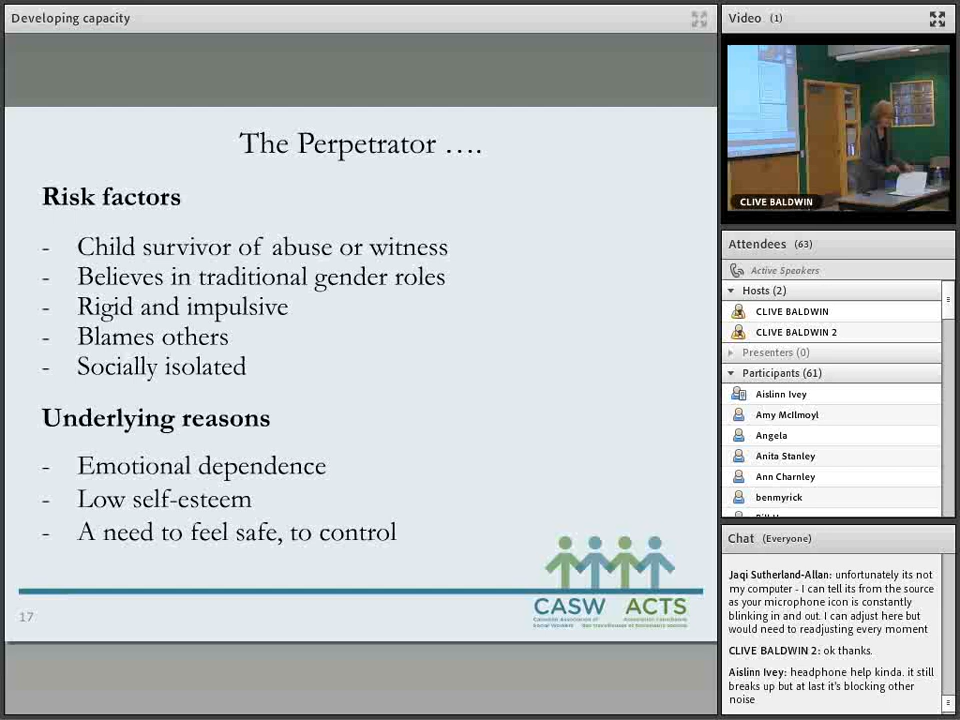 Developing capacity
The Perpetrator ….
Risk factors
- Child survivor of abuse or witness
- Believes in traditional gender roles
- Rigid and impulsive
- Blames others
- Socially isolated
Underlying reasons
- Emotional dependence
- Low self-esteem
- A need to feel safe, to control
17
CASW ACTS
Video (1)
CLIVE BALDWIN
Attendees (63)
Active Speakers
Hosts (2)
CLIVE BALDWIN
CLIVE BALDWIN 2
Presenters (0)
Participants (61)
Aislinn Ivey
Amy McIlmoyl
Angela
Anita Stanley
Ann Charnley
benmyrick
Chat (Everyone)
Jaqi Sutherland-Allan: unfortunately its not
my computer - I can tell its from the source
as your microphone icon is constantly
blinking in and out. I can adjust here but
would need to readjusting every moment
CLIVE BALDWIN 2: ok thanks.
Aislinn Ivey: headphone help kinda. it still
breaks up but at last it's blocking other
noise